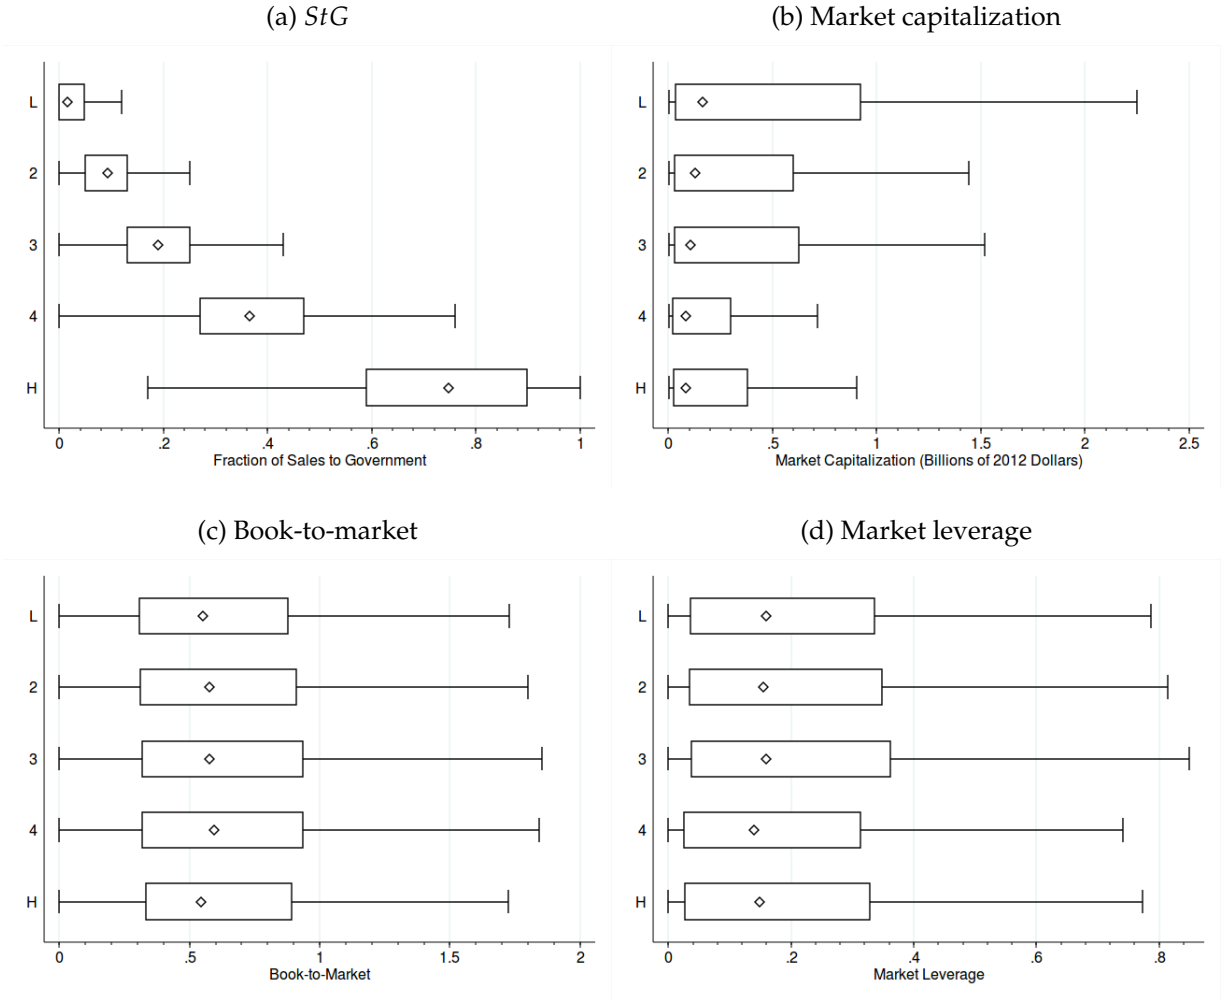 (a) StG
L
2
3
4
H
0 .2 .4 .6 .8 1
Fraction of Sales to Government
(b) Market capitalization
L
2
3
4
H
0 .5 1 1.5 2 2.5
Market Capitalization (Billions of 2012 Dollars)
(c) Book-to-market
L
2
3
4
H
0 .5 1 1.5 2
Book-to-Market
(d) Market leverage
L
2
3
4
H
0 .2 .4 .6 .8
Market Leverage